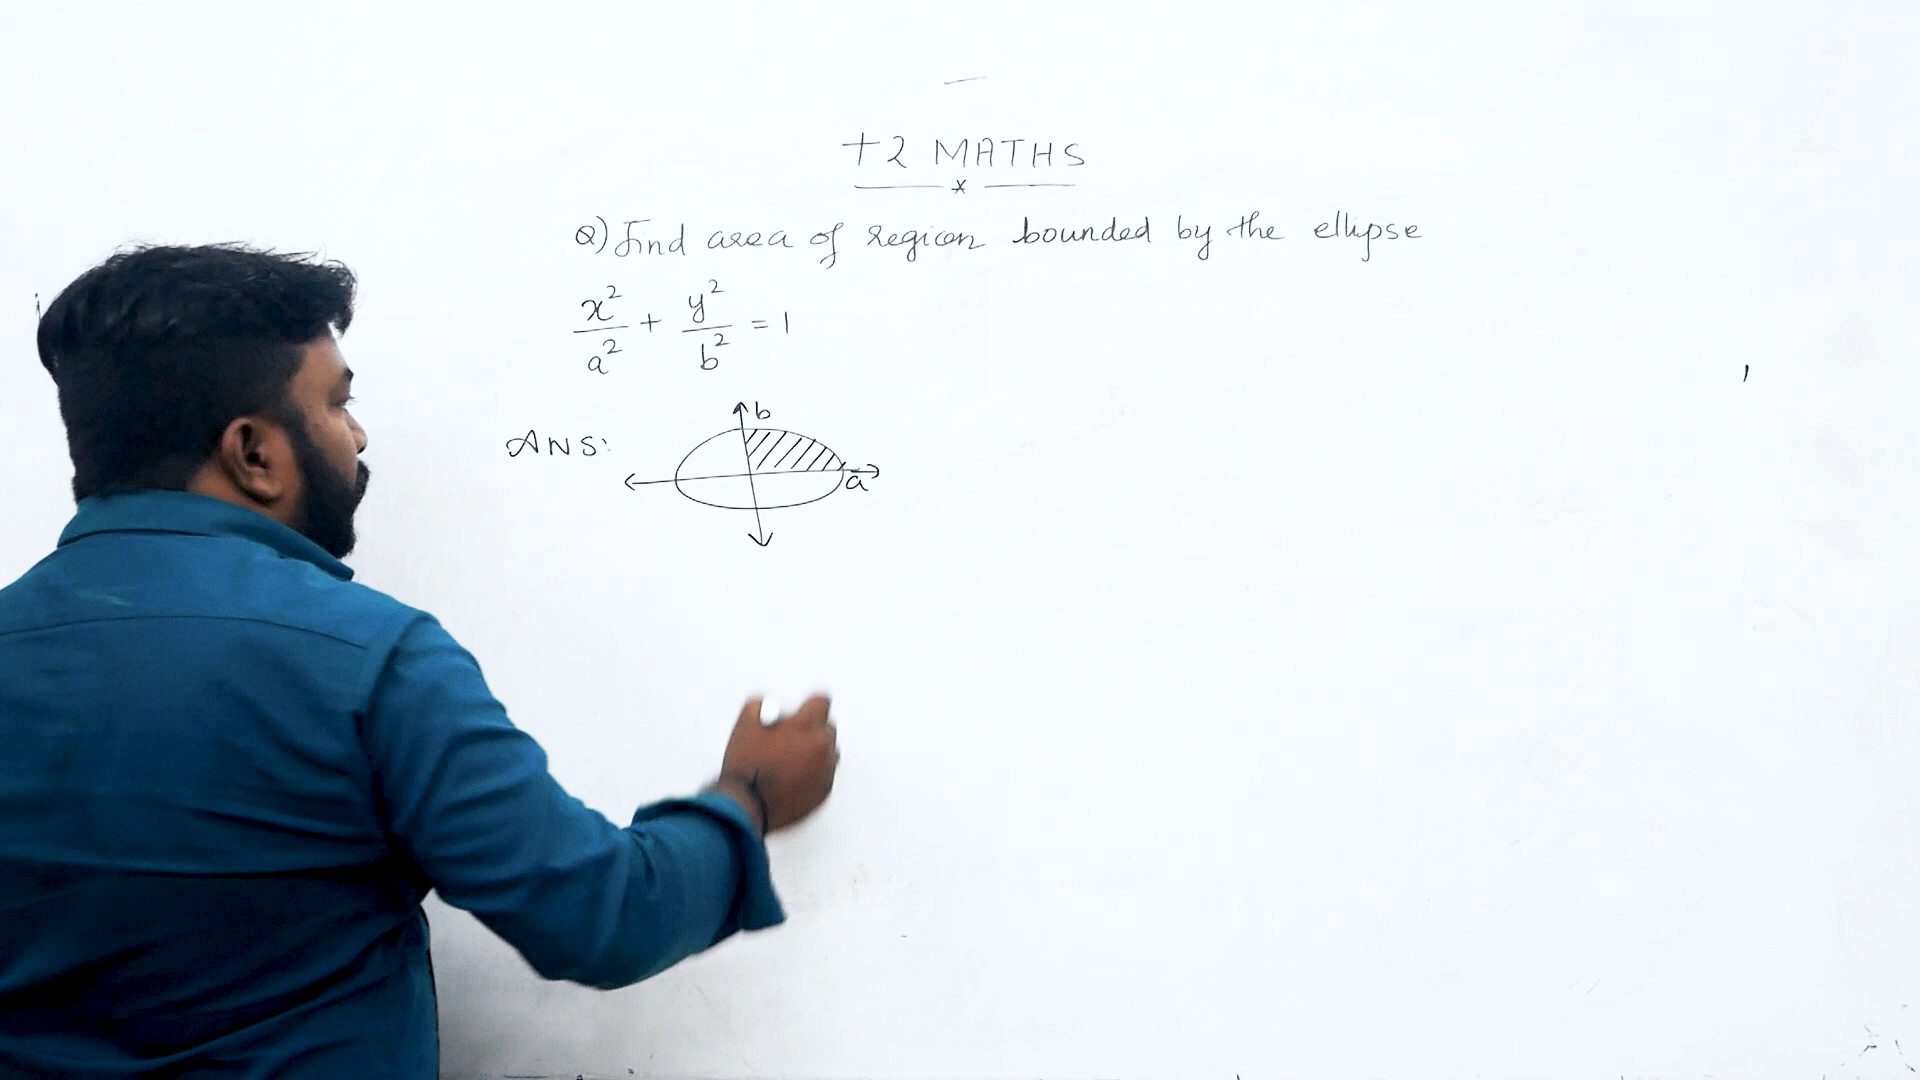 +2 MATHS
Q) Find area of region bounded by the ellipse
x²/a² + y²/b² = 1
ANS:
b
a